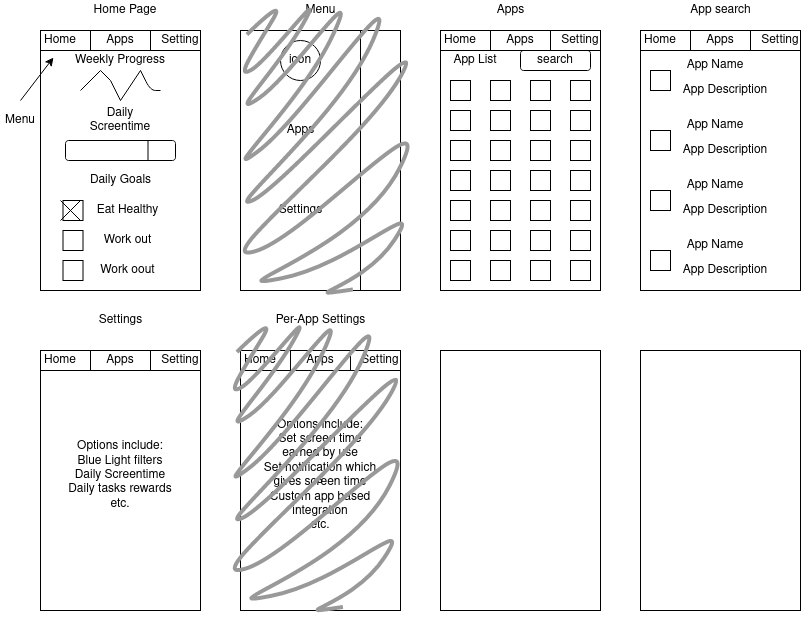 Home Page
Menu
Apps
App search
Home Apps Setting
Weekly Progress
Menu
Daily
Screentime
Daily Goals
Eat Healthy
Work out
Work oout
icon
Apps
Settings
Home Apps Setting
App List search
Home Apps Setting
App Name
App Description
App Name
App Description
App Name
App Description
App Name
App Description
Settings
Per-App Settings
Home Apps Setting
Options include:
Blue Light filters
Daily Screentime
Daily tasks rewards
etc.
Home Apps Setting
Options include:
Set screen time
earned by use
Set notification which
gives screen time
Custom app based
integration
etc.